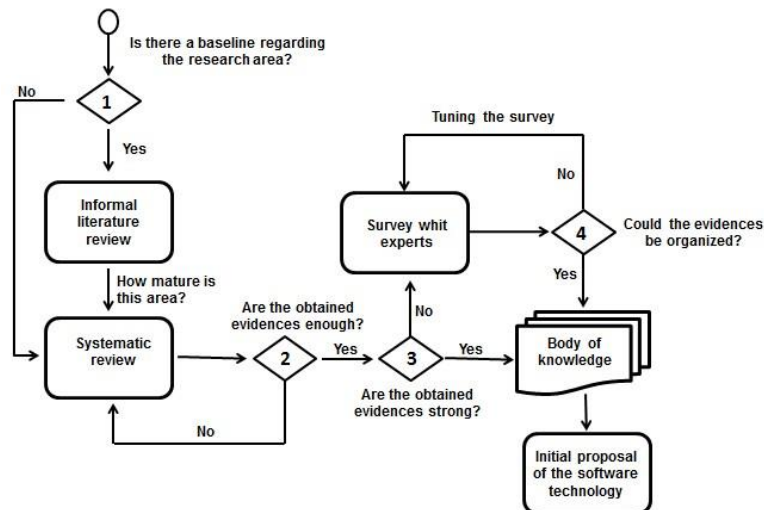 Is there a baseline regarding
the research area?
No
1
Yes
Tuning the survey
No
Informal
literature
review
Survey whit
experts
4
Could the evidences
be organized?
How mature is
this area?
Yes
Are the obtained
evidences enough?
No
Systematic
review
2
Yes
3
Yes
Body of
knowledge
Are the obtained
evidences strong?
No
Initial proposal
of the software
technology